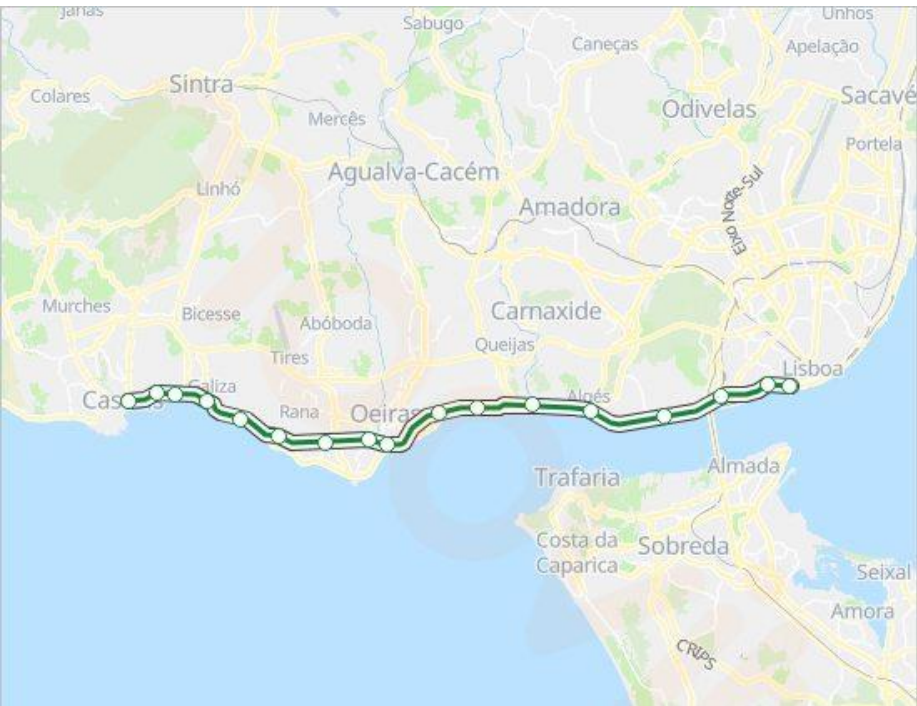 Janas
Unhos
Sabugo
Caneças
Apelação
Sintra
Colares
Odivelas
Sacavé
Mercês
Portela
Agualva-Cacém
Linhó
Amadora
Eixo Norte-Sul
Murches
Bicesse
Abóboda
Carnaxide
Queijas
Tires
Lisboa
Galiza
Algés
Rana
Oeiras
Trafaria
Almada
Costa da
Caparica
Sobreda
Seixal
Amora
CRIPS